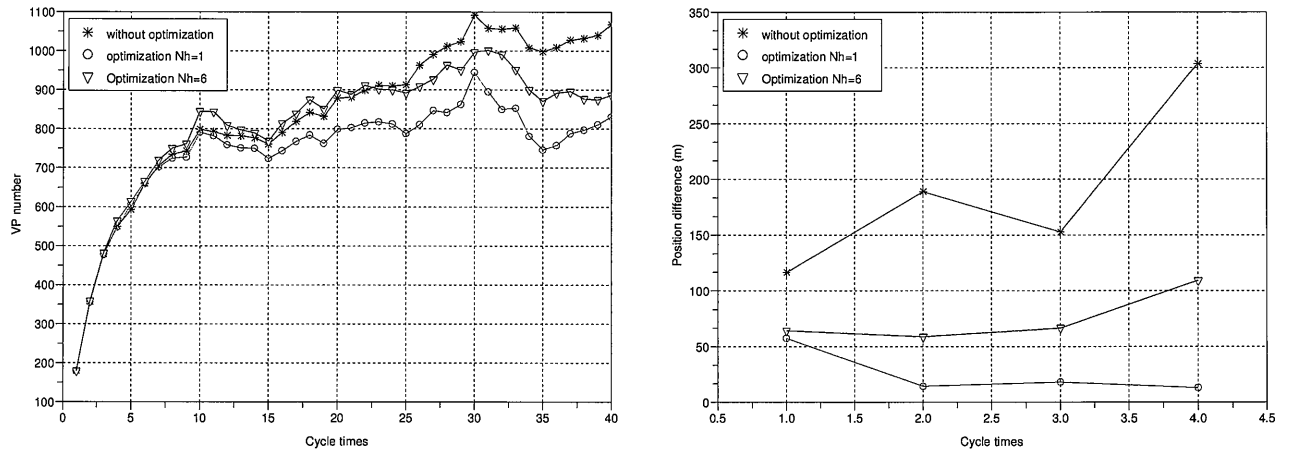 1100
1000
900
800
700
600
500
400
300
200
100
VP number
without optimization
optimization Nh=1
Optimization Nh=6
0 5 10 15 20 25 30 35 40
Cycle times
350
300
250
200
150
100
50
0
Position difference (m)
without optimization
optimization Nh=1
Optimization Nh=6
0.5 1.0 1.5 2.0 2.5 3.0 3.5 4.0 4.5
Cycle times